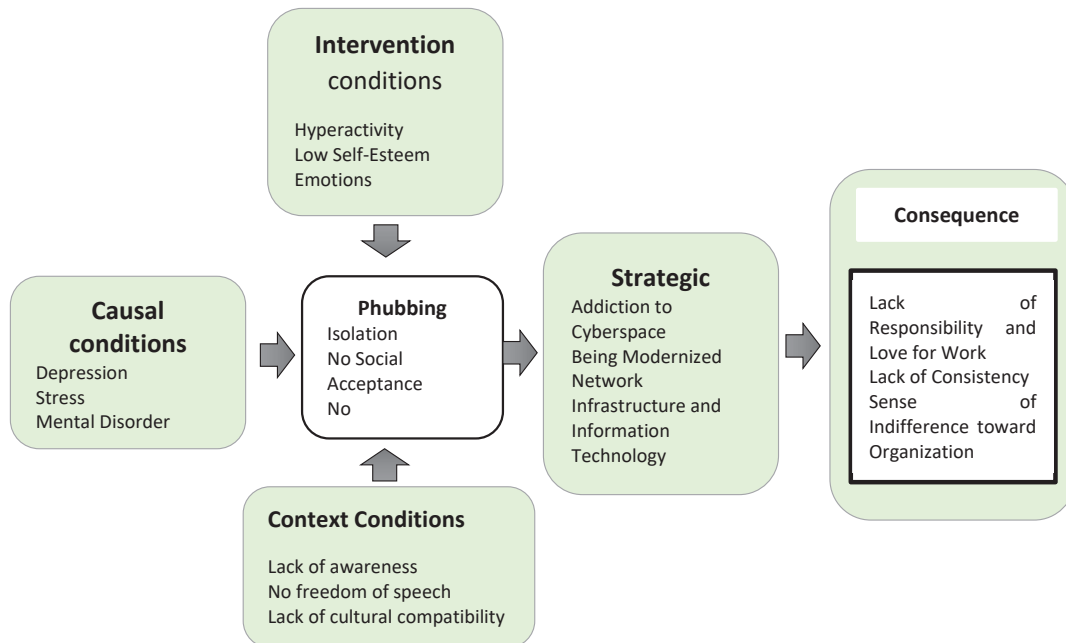 Intervention
conditions
Hyperactivity
Low Self-Esteem
Emotions
Causal
conditions
Depression
Stress
Mental Disorder
Phubbing
Isolation
No Social
Acceptance
No
Context Conditions
Lack of awareness
No freedom of speech
Lack of cultural compatibility
Strategic
Addiction to
Cyberspace
Being Modernized
Network
Infrastructure and
Information
Technology
Consequence
Lack of
Responsibility and
Love for Work
Lack of Consistency
Sense of
Indifference toward
Organization